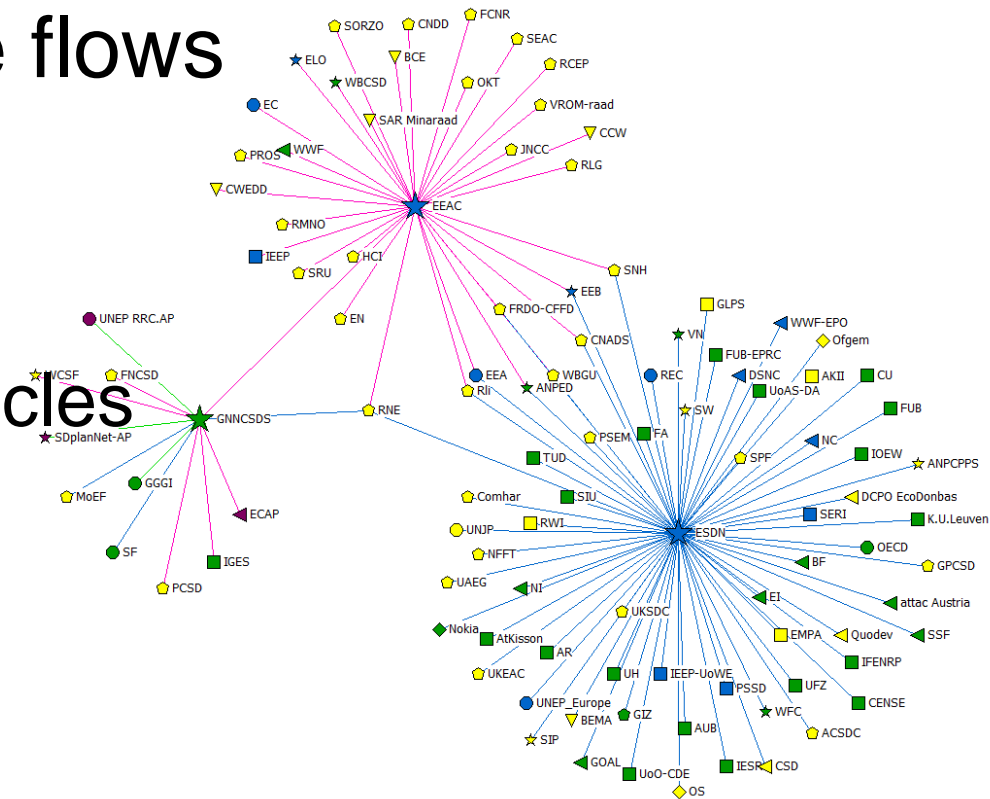 e flows
FCNR
SORZO
CNDD
SEAC
BCE
ELO
RCEP
WBCSD
OKT
EC
VROM-raad
SAR Minaraad
CCW
WWF
JNCC
PROS
RLG
CWEDD
EEAC
RMNO
IEEP
HCI
SRU
SNH
EEB
GLPS
FRDO-CFFD
UNEP RRC.AP
EN
WWF-EPO
VN
CNADS
Ofgem
FUB-EPRC
WCSF
FNCSD
EEA
WBGU
REC
DSNC
AKII
CU
Rli
ANPED
UoAS-DA
cles
RNE
SW
FUB
GNNCSDS
SDplanNet-AP
PSEM
FA
NC
TUD
SPF
IOEW
ANPCPPS
GGGI
MoEF
Comhar
SIU
DCPO EcoDonbas
ECAP
SERI
K.U.Leuven
UNJP
RWI
ESDN
SF
NFFT
OECD
IGES
BF
GPCSD
PCSD
UAEG
NI
EI
attac Austria
UKSDC
Nokia
AtKisson
EMPA
Quodev
SSF
AR
IFENRP
UKEAC
UH
IEEP-UoWE
PSSD
UFZ
UNEP_Europe
CENSE
BEMA
GIZ
WFC
AUB
ACSDC
SIP
GOAL
UoO-CDE
IESR
CSD
OS